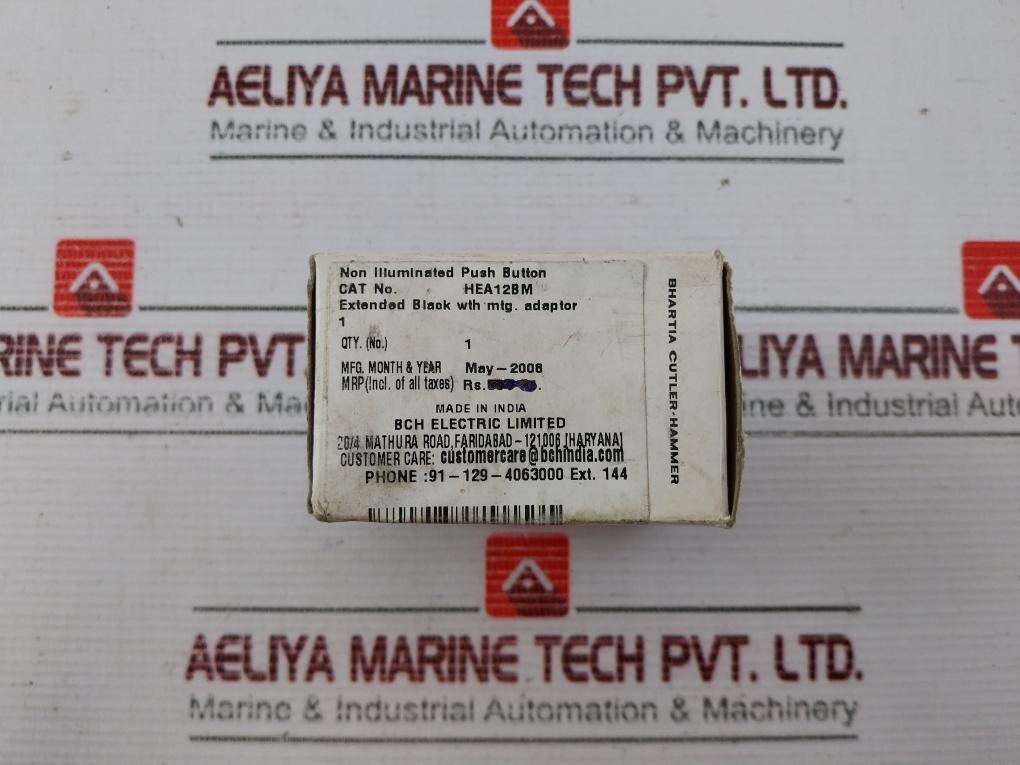 AELIYA MARINE TECH PVT. LTD.
Marine & Industrial Automation & Machinery
RINE TECH PVT.
rial Automation & Ma
Non Illuminated Push Button
CAT No. HEA12BM
Extended Black wth mtg. adaptor
1
QTY. (No.) 1
MFG. MONTH & YEAR May-2008
MRP(Incl. of all taxes) Rs.
MADE IN INDIA
BCH ELECTRIC LIMITED
20/4 MATHURA ROAD,FARIDABAD-121006 (HARYANA)
CUSTOMER CARE: customercare@bchindia.com
PHONE :91-129-4063000 Ext. 144
BHARTIA CUTLER-HAMMER
LIYA MARINE TE
ine & Industrial Auto
AELIYA MARINE TECH PVT. LTD.
Marine & Industrial Automation & Machinery